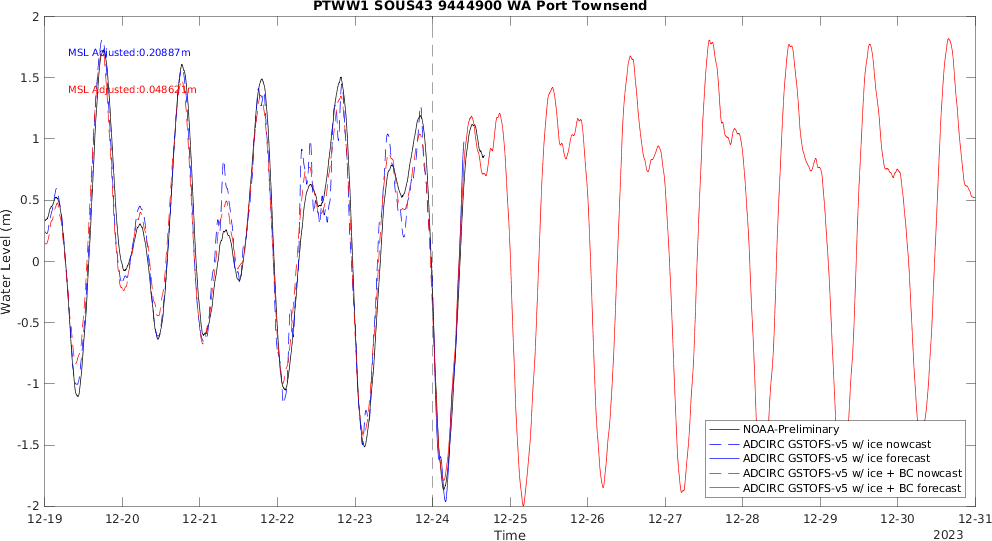 PTWW1 SOUS43 9444900 WA Port Townsend
2
1.5
1
0.5
0
-0.5
-1
-1.5
-2
Water Level (m)
MSL Adjusted:0.20887m
MSL Adjusted:0.048621m
NOAA-Preliminary
ADCIRC GSTOFS-v5 w/ ice nowcast
ADCIRC GSTOFS-v5 w/ ice forecast
ADCIRC GSTOFS-v5 w/ ice + BC nowcast
ADCIRC GSTOFS-v5 w/ ice + BC forecast
12-19 12-20 12-21 12-22 12-23 12-24 12-25 12-26 12-27 12-28 12-29 12-30 12-31
Time
2023